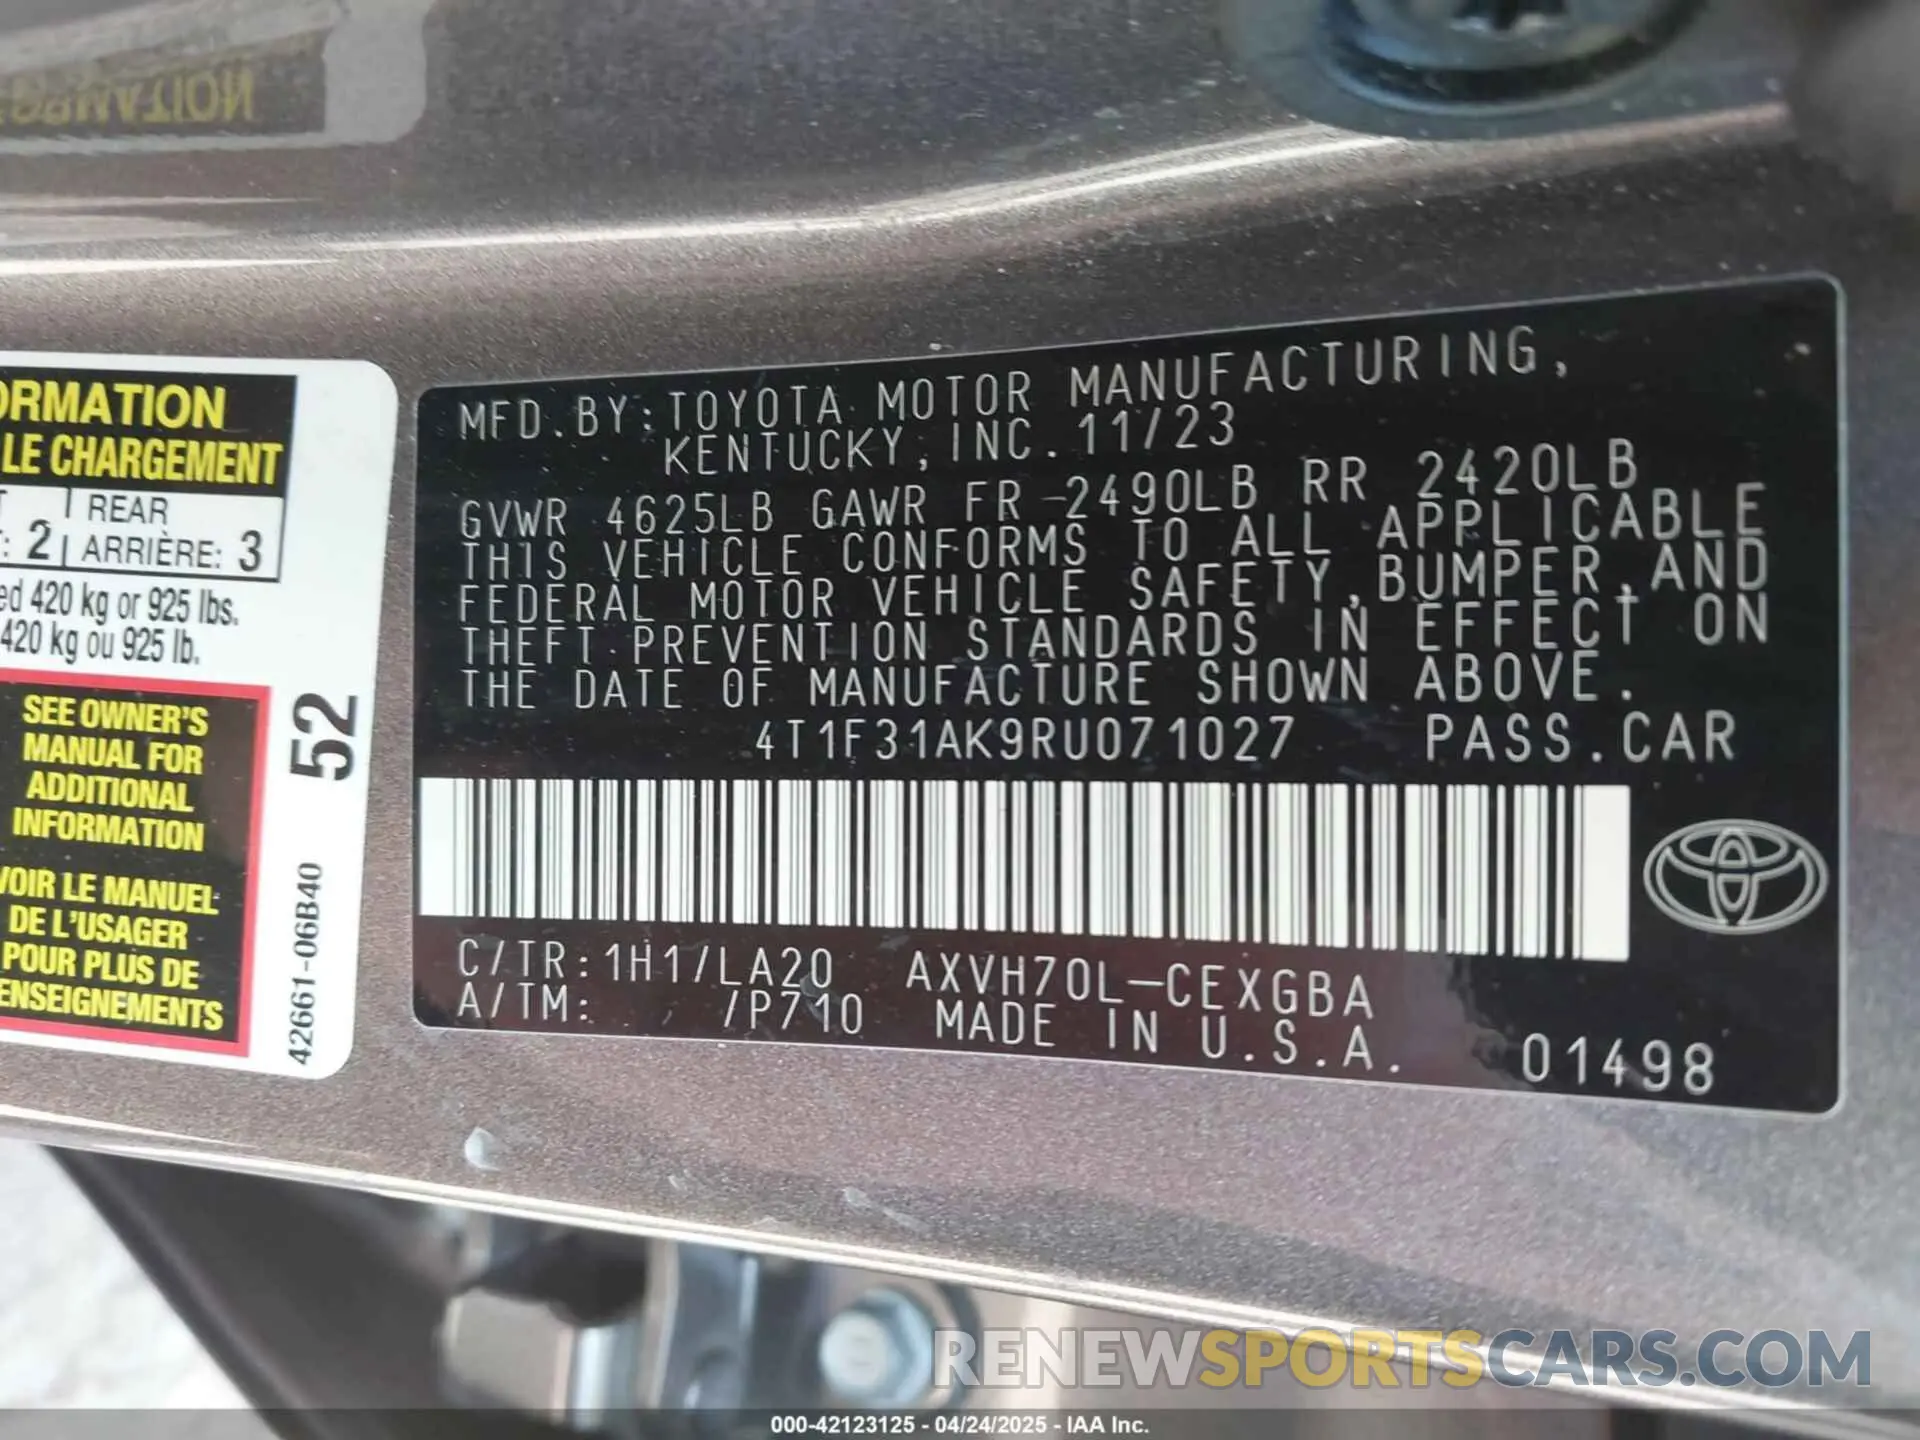 ORMATION
LE CHARGEMENT
REAR
: 2 ARRIÈRE: 3
ed 420 kg or 925 lbs.
420 kg ou 925 lb.
SEE OWNER'S
MANUAL FOR
ADDITIONAL
INFORMATION
VOIR LE MANUEL
DE L'USAGER
POUR PLUS DE
ENSEIGNEMENTS
52
42661-06B40
MFD.BY:TOYOTA MOTOR MANUFACTURING,
KENTUCKY,INC.11/23
GVWR 4625LB GAWR FR 2490LB RR 2420LB
THIS VEHICLE CONFORMS TO ALL APPLICABLE
FEDERAL MOTOR VEHICLE SAFETY,BUMPER,AND
THEFT PREVENTION STANDARDS IN EFFECT ON
THE DATE OF MANUFACTURE SHOWN ABOVE.
4T1F31AK9RU071027 PASS.CAR
C/TR:1H1/LA20 AXVH70L-CEXGBA
A/TM: /P710 MADE IN U.S.A. 01498
RENEWSPORTSCARS.COM
000-42123125 - 04/24/2025 - IAA Inc.